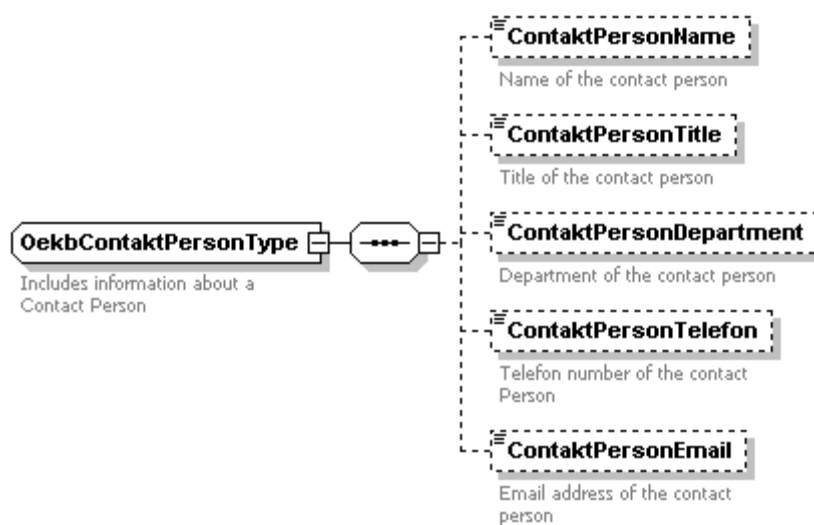 ContaktPersonName
Name of the contact person
ContaktPersonTitle
Title of the contact person
OekbContaktPersonType
Includes information about a
Contact Person
ContaktPersonDepartment
Department of the contact person
ContaktPersonTelefon
Telefon number of the contact
Person
ContaktPersonEmail
Email address of the contact
person